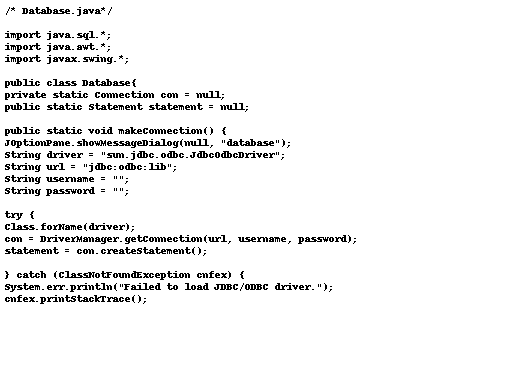 /* Database.java*/
import java.sql.*;
import java.awt.*;
import javax.swing.*;
public class Database{
private static Connection con = null;
public static Statement statement = null;
public static void makeConnection() {
JOptionPane.showMessageDialog(null, "database");
String driver = "sun.jdbc.odbc.JdbcOdbcDriver";
String url = "jdbc:odbc:lib";
String username = "";
String password = "";
try {
Class.forName(driver);
con = DriverManager.getConnection(url, username, password);
statement = con.createStatement();
} catch (ClassNotFoundException cnfex) {
System.err.println("Failed to load JDBC/ODBC driver.");
cnfex.printStackTrace();